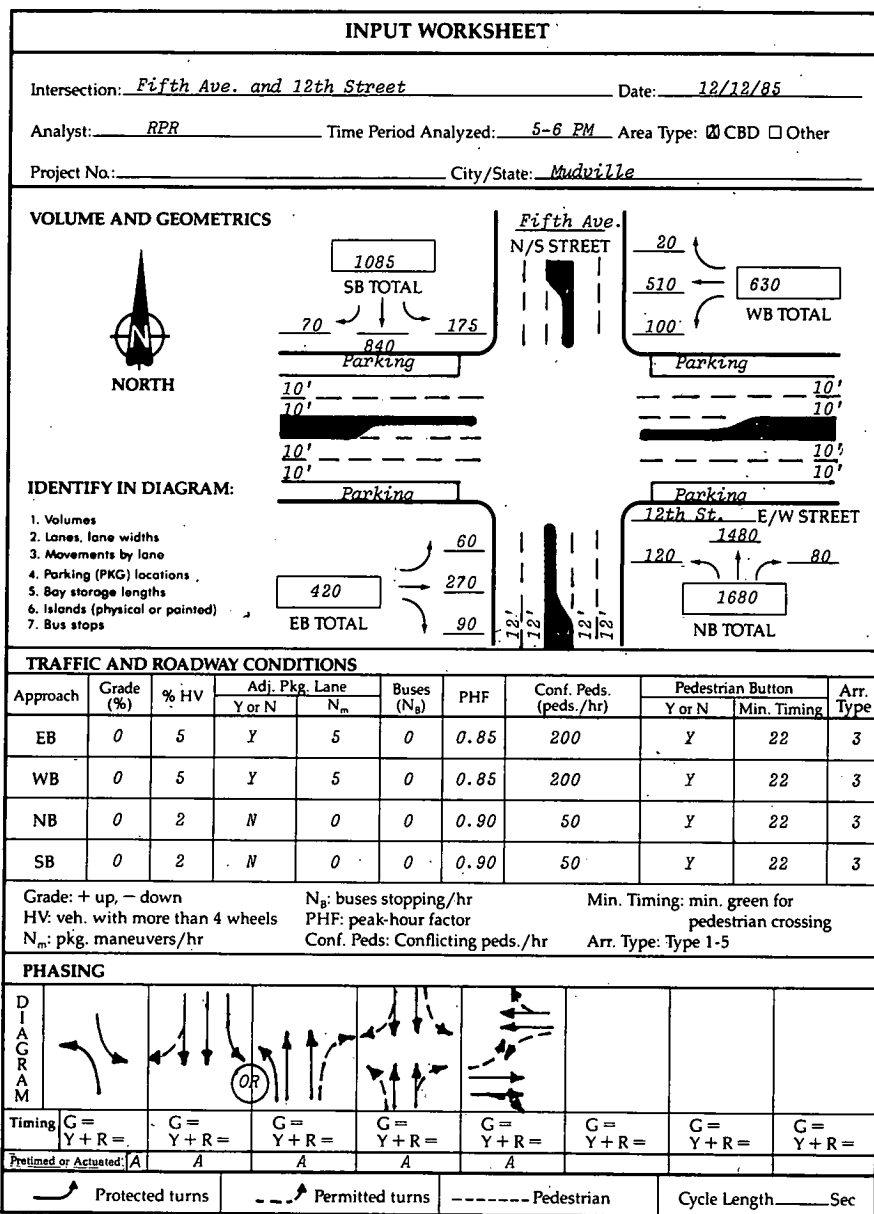 INPUT WORKSHEET
Intersection: Fifth Ave. and 12th Street Date: 12/12/85
Analyst: RPR Time Period Analyzed: 5-6 PM Area Type: ☒ CBD ☐ Other
Project No.: City/State: Mudville
VOLUME AND GEOMETRICS
Fifth Ave.
N/S STREET
1085
SB TOTAL
70 840 175
20
510
100
630
WB TOTAL
N
NORTH
Parking Parking
10' 10'
10' 10'
10' 10'
10' 10'
Parking Parking
12th St. E/W STREET
IDENTIFY IN DIAGRAM:
1. Volumes
2. Lanes, lane widths
3. Movements by lane
4. Parking (PKG) locations
5. Bay storage lengths
6. Islands (physical or painted)
7. Bus stops
420
EB TOTAL
60
270
90
12' 12' 12' 12'
1480
120 80
1680
NB TOTAL
TRAFFIC AND ROADWAY CONDITIONS
Approach Grade (%) % HV Adj. Pkg. Lane Y or N Nm Buses (NB) PHF Conf. Peds. (peds./hr) Pedestrian Button Y or N Min. Timing Arr. Type
EB 0 5 Y 5 0 0.85 200 Y 22 3
WB 0 5 Y 5 0 0.85 200 Y 22 3
NB 0 2 N 0 0 0.90 50 Y 22 3
SB 0 2 N 0 0 0.90 50 Y 22 3
Grade: + up, − down NB: buses stopping/hr Min. Timing: min. green for
HV: veh. with more than 4 wheels PHF: peak-hour factor pedestrian crossing
Nm: pkg. maneuvers/hr Conf. Peds: Conflicting peds./hr Arr. Type: Type 1-5
PHASING
DIAGRAM
OR
Timing G = G = G = G = G = G = G = G =
Y + R = Y + R = Y + R = Y + R = Y + R = Y + R = Y + R = Y + R =
Pretimed or Actuated: A A A A A
Protected turns Permitted turns Pedestrian Cycle Length Sec